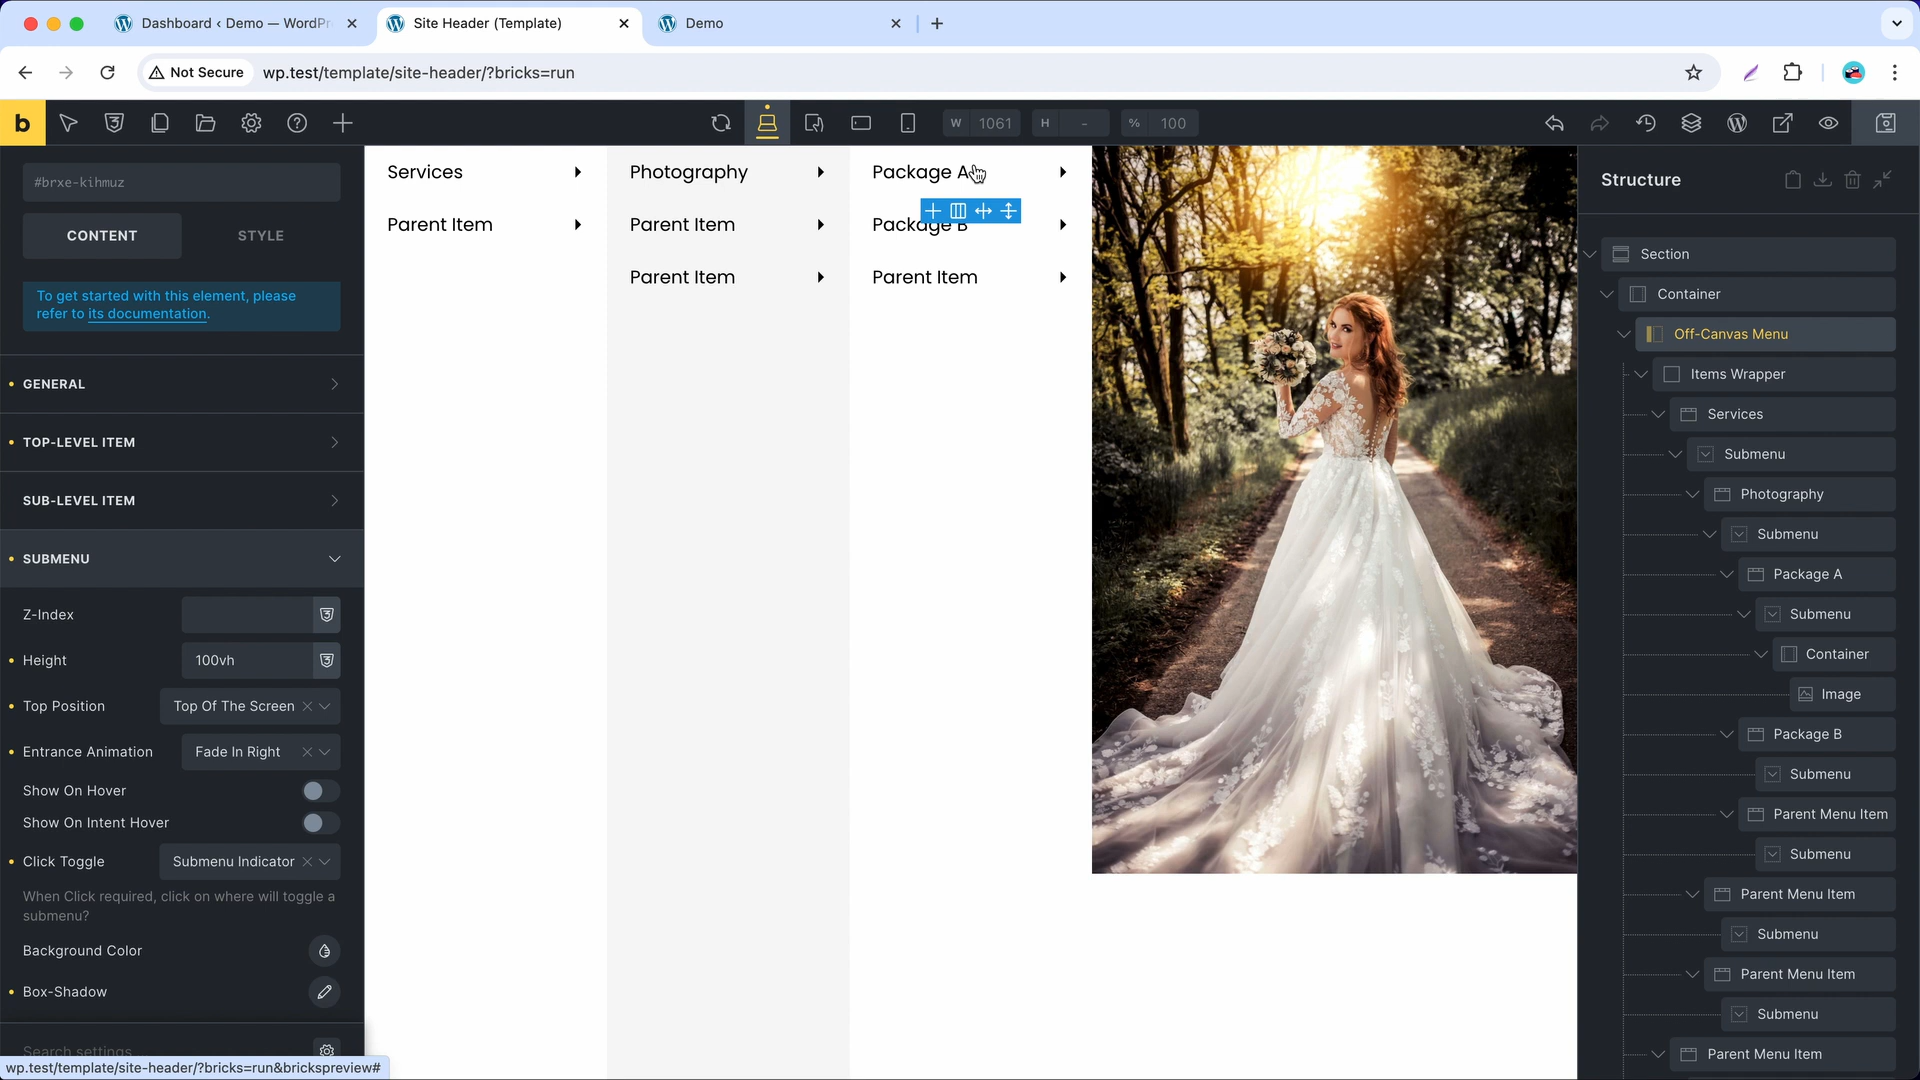 Dashboard ‹ Demo — WordPr
Site Header (Template)
Demo
Not Secure
wp.test/template/site-header/?bricks=run
b
W 1061
H -
% 100
#brxe-kihmuz
CONTENT
STYLE
To get started with this element, please
refer to its documentation.
GENERAL
TOP-LEVEL ITEM
SUB-LEVEL ITEM
SUBMENU
Z-Index
Height
100vh
Top Position
Top Of The Screen
Entrance Animation
Fade In Right
Show On Hover
Show On Intent Hover
Click Toggle
Submenu Indicator
When Click required, click on where will toggle a
submenu?
Background Color
Box-Shadow
Search settings...
wp.test/template/site-header/?bricks=run&brickspreview#
Services
Parent Item
Photography
Parent Item
Parent Item
Package A
Package B
Parent Item
Structure
Section
Container
Off-Canvas Menu
Items Wrapper
Services
Submenu
Photography
Submenu
Package A
Submenu
Container
Image
Package B
Submenu
Parent Menu Item
Submenu
Parent Menu Item
Submenu
Parent Menu Item
Submenu
Parent Menu Item